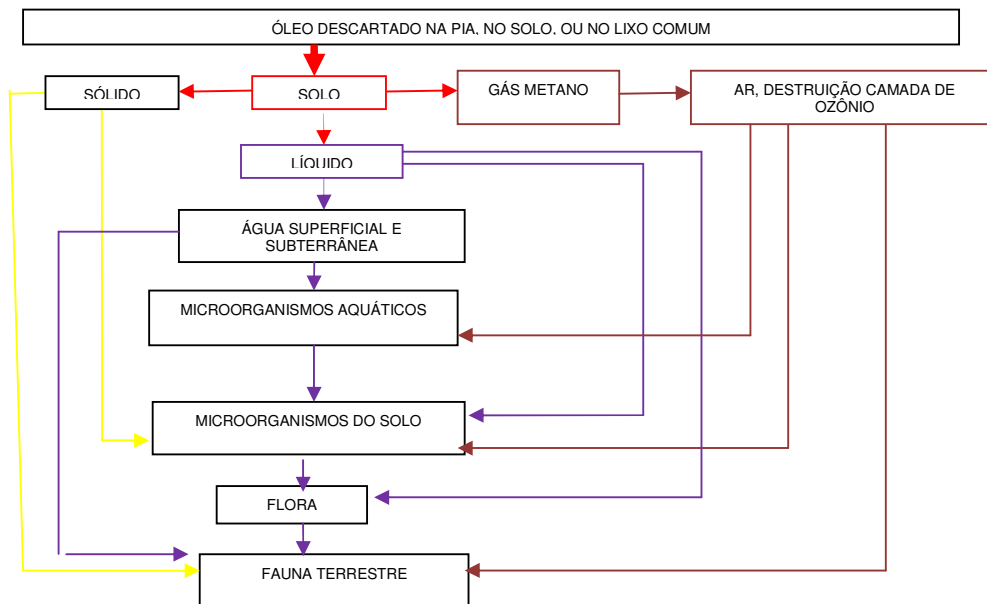 ÓLEO DESCARTADO NA PIA, NO SOLO, OU NO LIXO COMUM
SÓLIDO
SOLO
GÁS METANO
AR, DESTRUIÇÃO CAMADA DE
OZÔNIO
LÍQUIDO
ÁGUA SUPERFICIAL E
SUBTERRÂNEA
MICROORGANISMOS AQUÁTICOS
MICROORGANISMOS DO SOLO
FLORA
FAUNA TERRESTRE